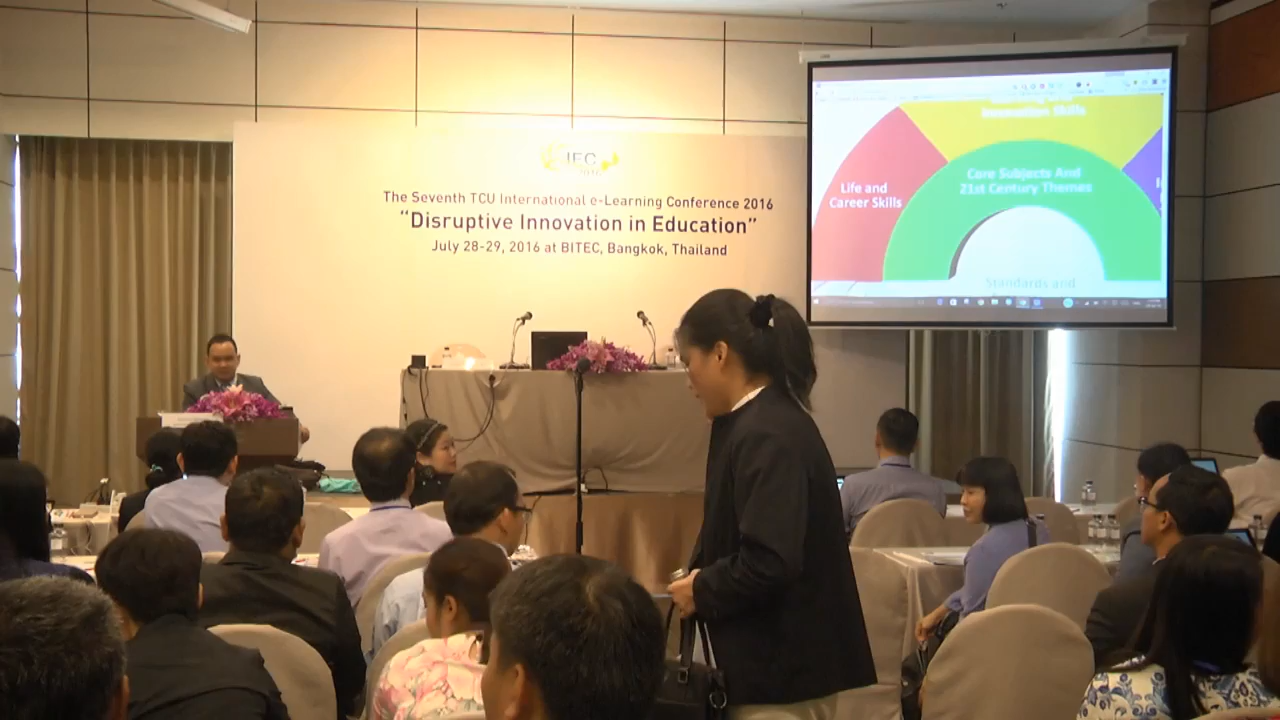 IEC
The Seventh TCU International e-Learning Conference 2016
“Disruptive Innovation in Education”
July 28-29, 2016 at BITEC, Bangkok, Thailand
Innovation Skills
Core Subjects And
21st Century Themes
Life and
Career Skills
Standards and